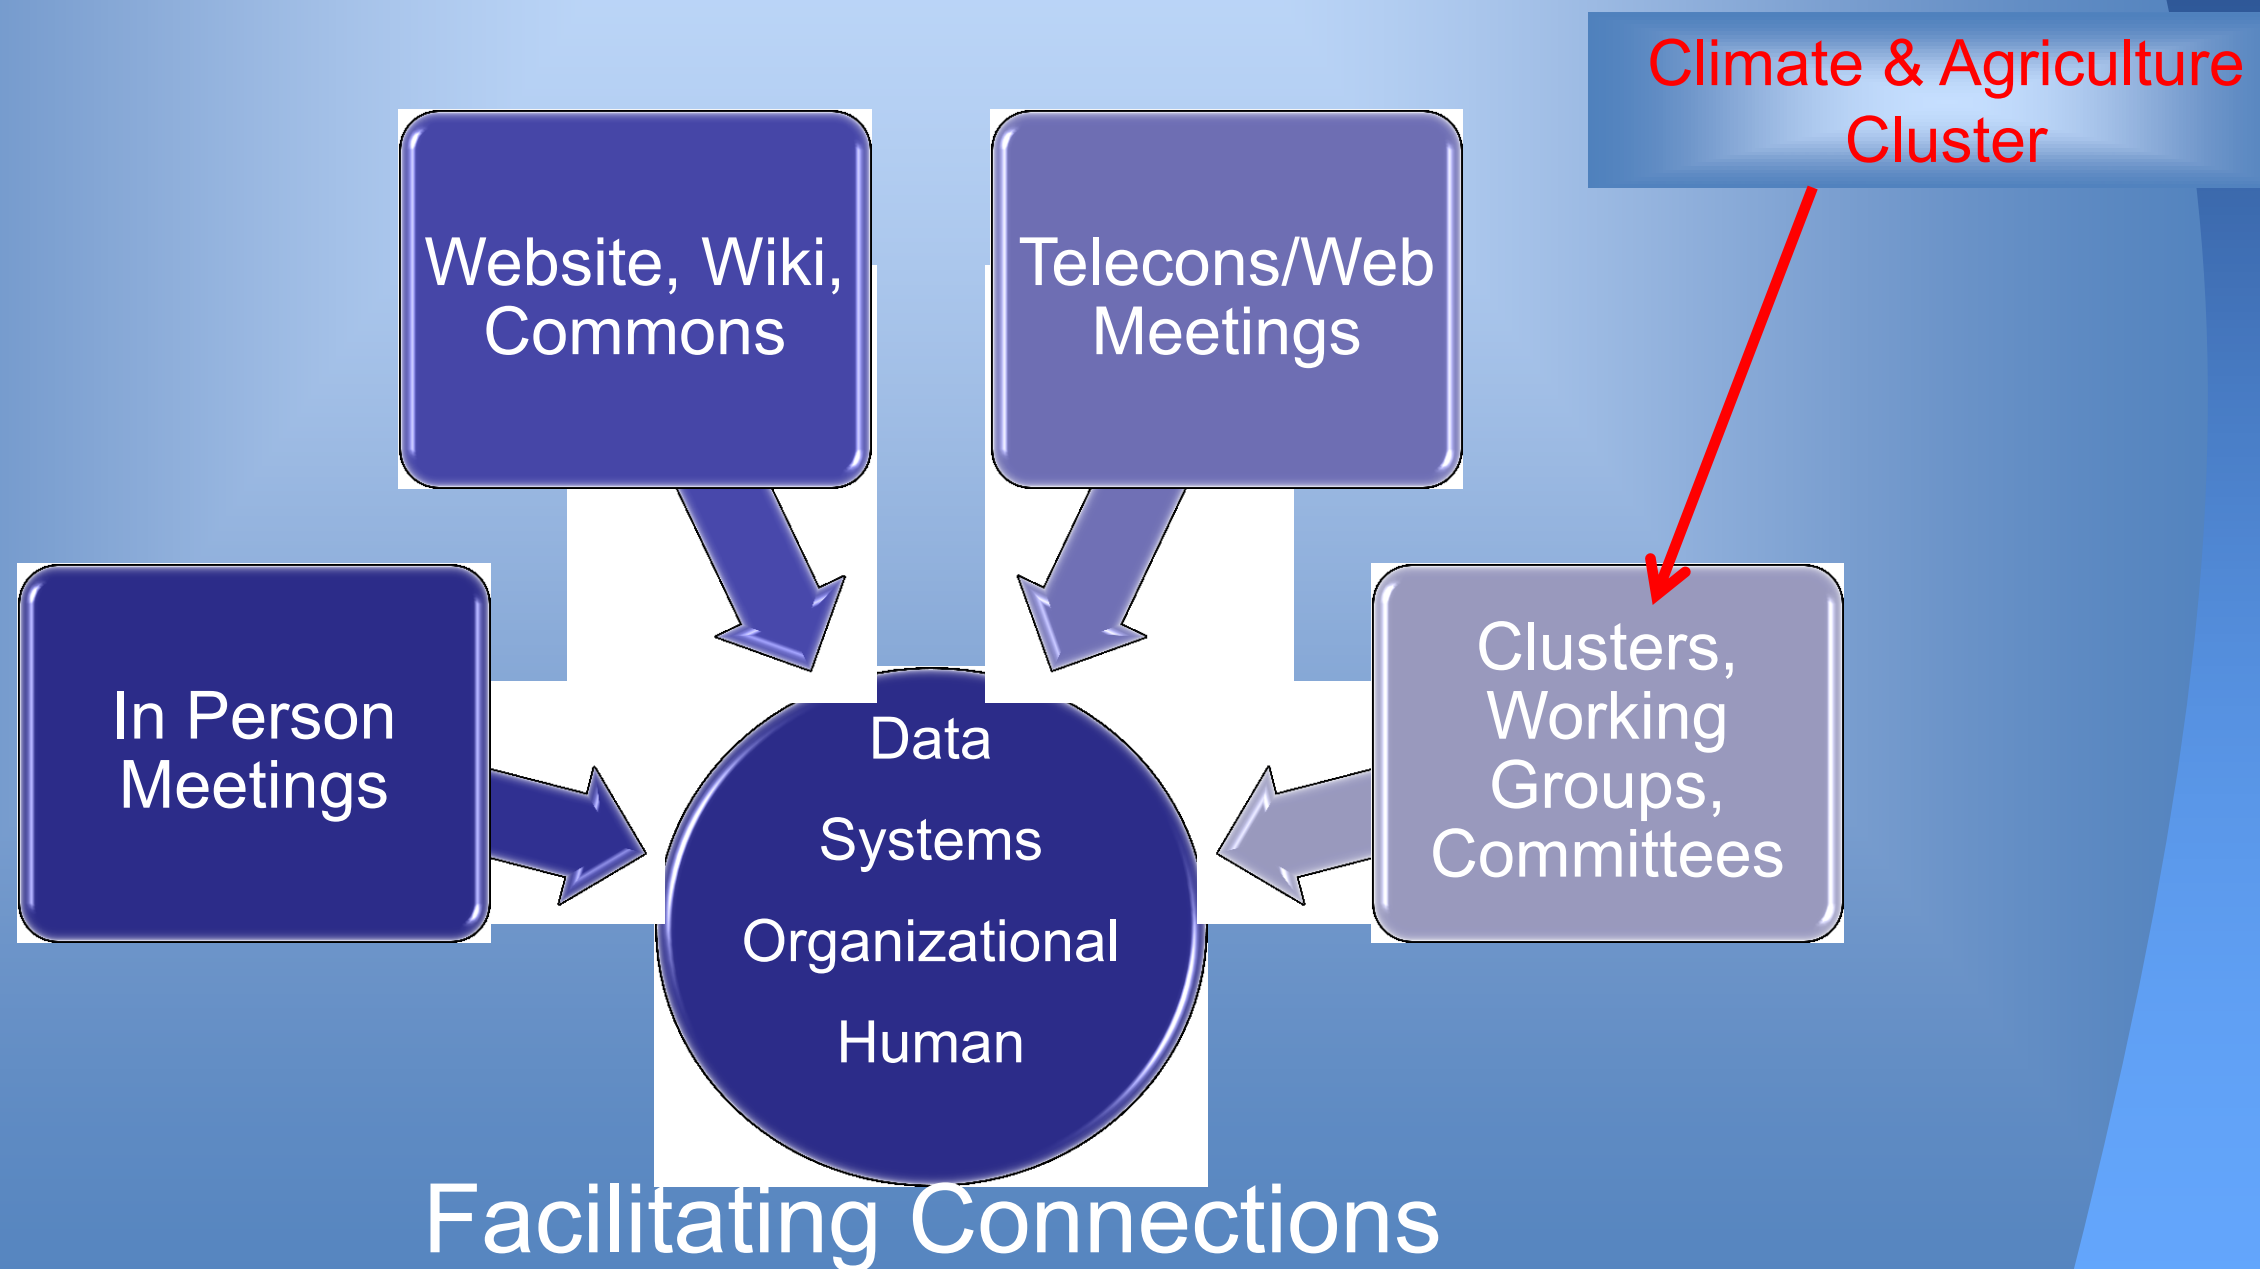 Climate & Agriculture
Cluster
Website, Wiki,
Commons
Telecons/Web
Meetings
In Person
Meetings
Clusters,
Working
Groups,
Committees
Data
Systems
Organizational
Human
Facilitating Connections